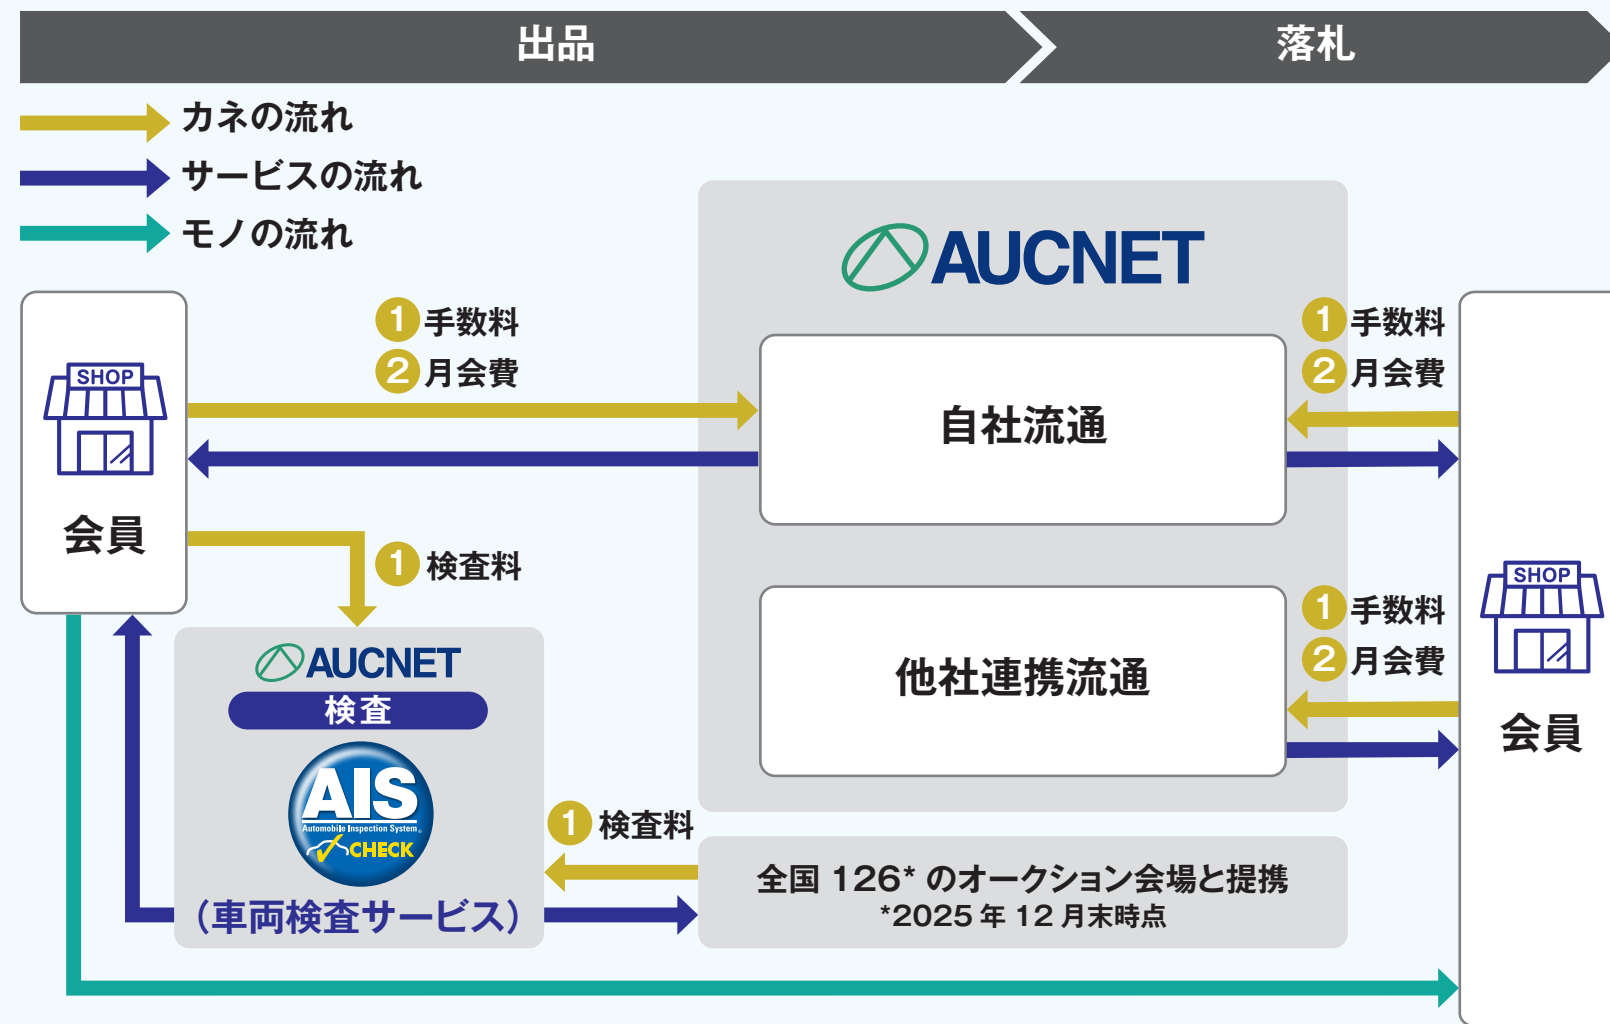 出品
落札
カネの流れ
サービスの流れ
モノの流れ
AUCNET
SHOP
会員
1 手数料
2 月会費
自社流通
1 手数料
2 月会費
1 検査料
他社連携流通
1 手数料
2 月会費
SHOP
会員
AUCNET
検査
AIS
Automobile Inspection System
CHECK
(車両検査サービス)
1 検査料
全国 126* のオークション会場と提携
*2025 年 12 月末時点